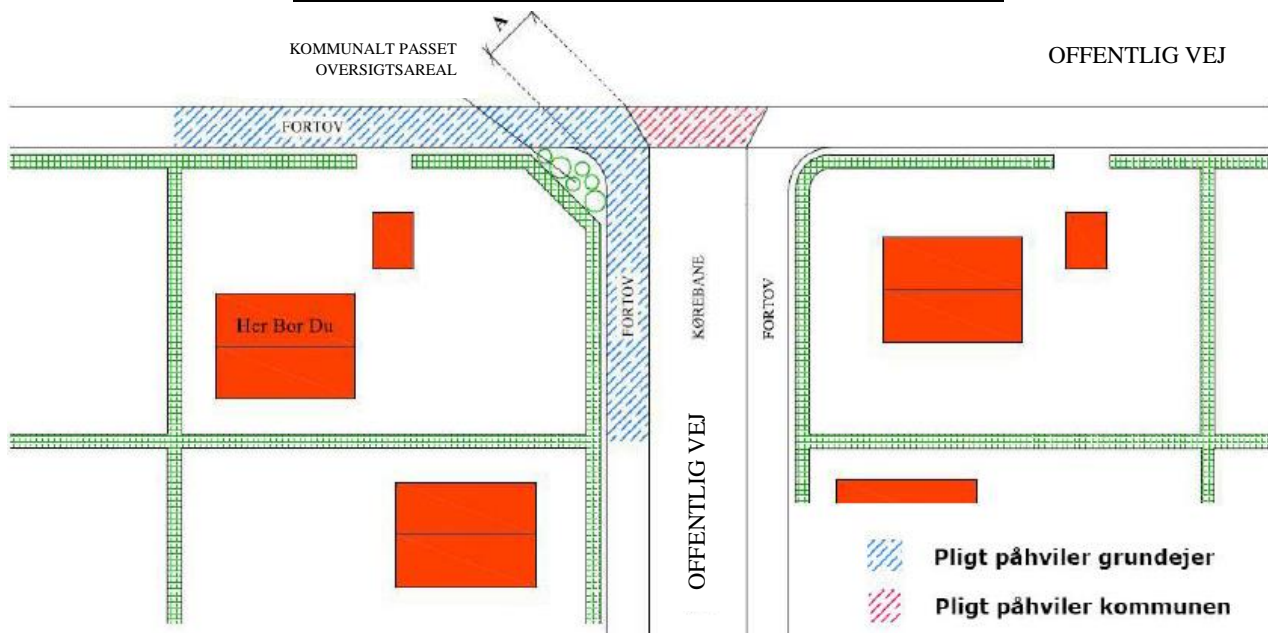 A
KOMMUNALT PASSET
OVERSIGTSAREAL
OFFENTLIG VEJ
FORTOV
Her Bor Du
FORTOV
KØREBANE
FORTOV
OFFENTLIG VEJ
Pligt påhviler grundejer
Pligt påhviler kommunen